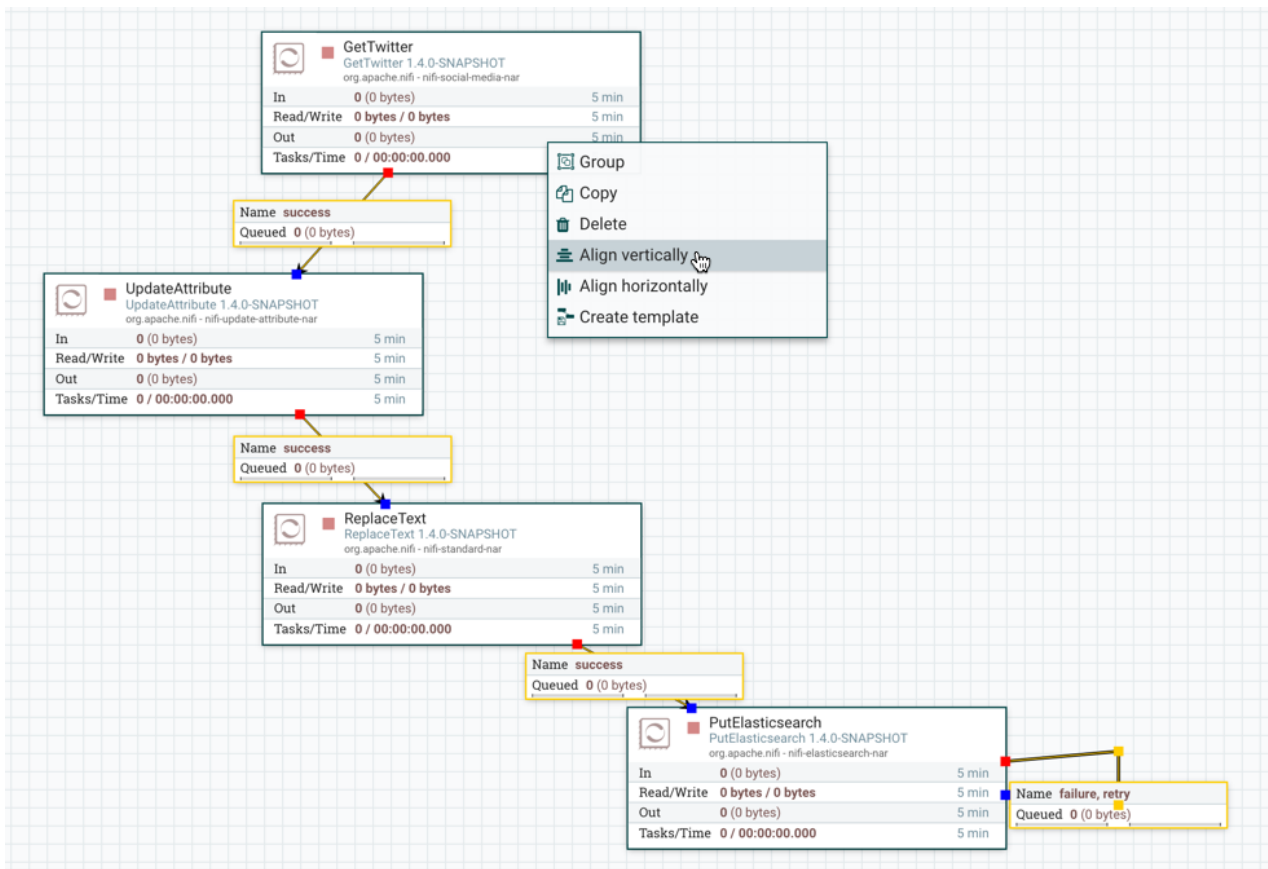 GetTwitter
GetTwitter 1.4.0-SNAPSHOT
org.apache.nifi - nifi-social-media-nar
In 0 (0 bytes) 5 min
Read/Write 0 bytes / 0 bytes 5 min
Out 0 (0 bytes) 5 min
Tasks/Time 0 / 00:00:00.000
Group
Copy
Delete
Align vertically
Align horizontally
Create template
Name success
Queued 0 (0 bytes)
UpdateAttribute
UpdateAttribute 1.4.0-SNAPSHOT
org.apache.nifi - nifi-update-attribute-nar
In 0 (0 bytes) 5 min
Read/Write 0 bytes / 0 bytes 5 min
Out 0 (0 bytes) 5 min
Tasks/Time 0 / 00:00:00.000 5 min
Name success
Queued 0 (0 bytes)
ReplaceText
ReplaceText 1.4.0-SNAPSHOT
org.apache.nifi - nifi-standard-nar
In 0 (0 bytes) 5 min
Read/Write 0 bytes / 0 bytes 5 min
Out 0 (0 bytes) 5 min
Tasks/Time 0 / 00:00:00.000 5 min
Name success
Queued 0 (0 bytes)
PutElasticsearch
PutElasticsearch 1.4.0-SNAPSHOT
org.apache.nifi - nifi-elasticsearch-nar
In 0 (0 bytes) 5 min
Read/Write 0 bytes / 0 bytes 5 min
Out 0 (0 bytes) 5 min
Tasks/Time 0 / 00:00:00.000 5 min
Name failure, retry
Queued 0 (0 bytes)